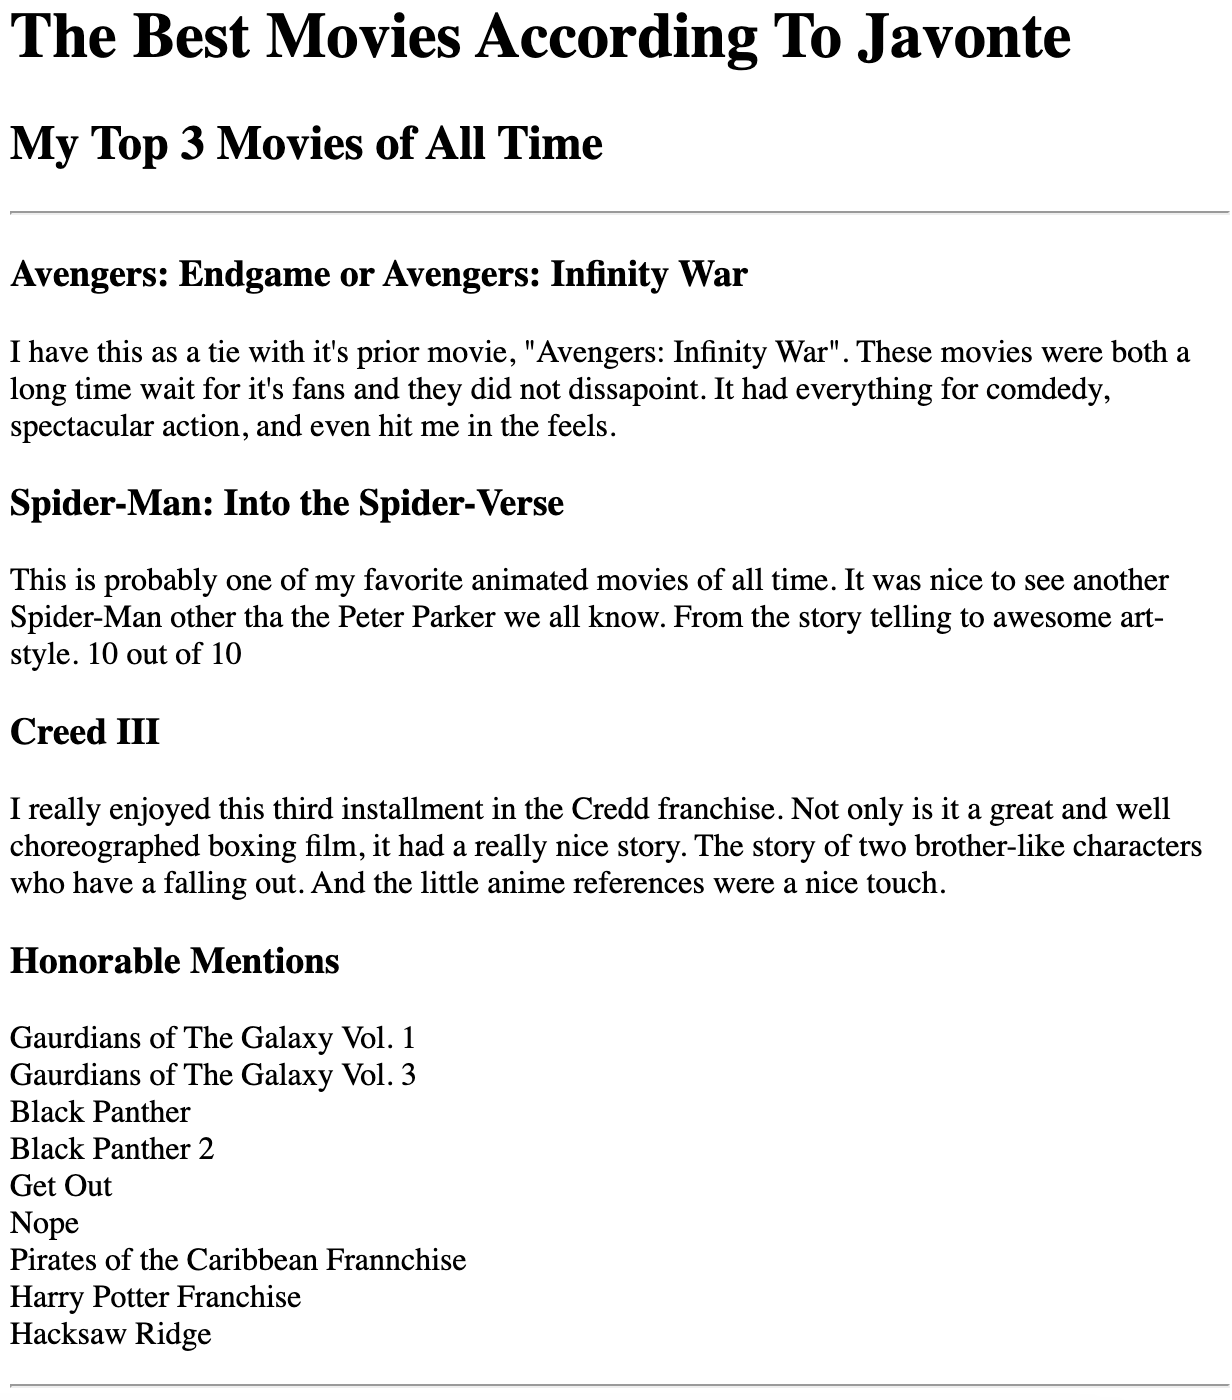 The Best Movies According To Javonte
My Top 3 Movies of All Time
Avengers: Endgame or Avengers: Infinity War
I have this as a tie with it's prior movie, "Avengers: Infinity War". These movies were both a
long time wait for it's fans and they did not dissapoint. It had everything for comdedy,
spectacular action, and even hit me in the feels.
Spider-Man: Into the Spider-Verse
This is probably one of my favorite animated movies of all time. It was nice to see another
Spider-Man other tha the Peter Parker we all know. From the story telling to awesome art-
style. 10 out of 10
Creed III
I really enjoyed this third installment in the Credd franchise. Not only is it a great and well
choreographed boxing film, it had a really nice story. The story of two brother-like characters
who have a falling out. And the little anime references were a nice touch.
Honorable Mentions
Gaurdians of The Galaxy Vol. 1
Gaurdians of The Galaxy Vol. 3
Black Panther
Black Panther 2
Get Out
Nope
Pirates of the Caribbean Frannchise
Harry Potter Franchise
Hacksaw Ridge